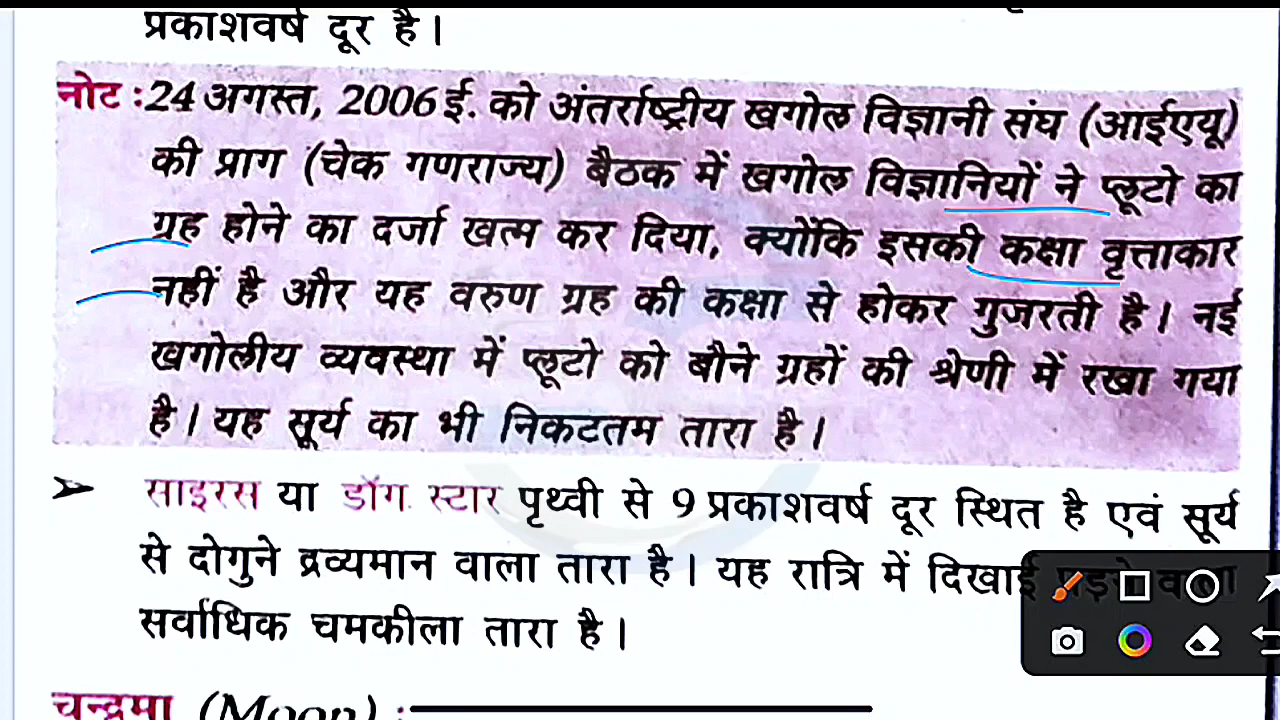 प्रकाशवर्ष दूर है।
नोट : 24 अगस्त, 2006 ई. को अंतर्राष्ट्रीय खगोल विज्ञानी संघ (आईएयू)
की प्राग (चेक गणराज्य) बैठक में खगोल विज्ञानियों ने प्लूटो का
ग्रह होने का दर्जा खत्म कर दिया, क्योंकि इसकी कक्षा वृत्ताकार
नहीं है और यह वरुण ग्रह की कक्षा से होकर गुजरती है। नई
खगोलीय व्यवस्था में प्लूटो को बौने ग्रहों की श्रेणी में रखा गया
है। यह सूर्य का भी निकटतम तारा है।
➤ साइरस या डॉग स्टार पृथ्वी से 9 प्रकाशवर्ष दूर स्थित है एवं सूर्य
से दोगुने द्रव्यमान वाला तारा है। यह रात्रि में दिखाई पड़ने वाला
सर्वाधिक चमकीला तारा है।
चन्द्रमा (Moon) :